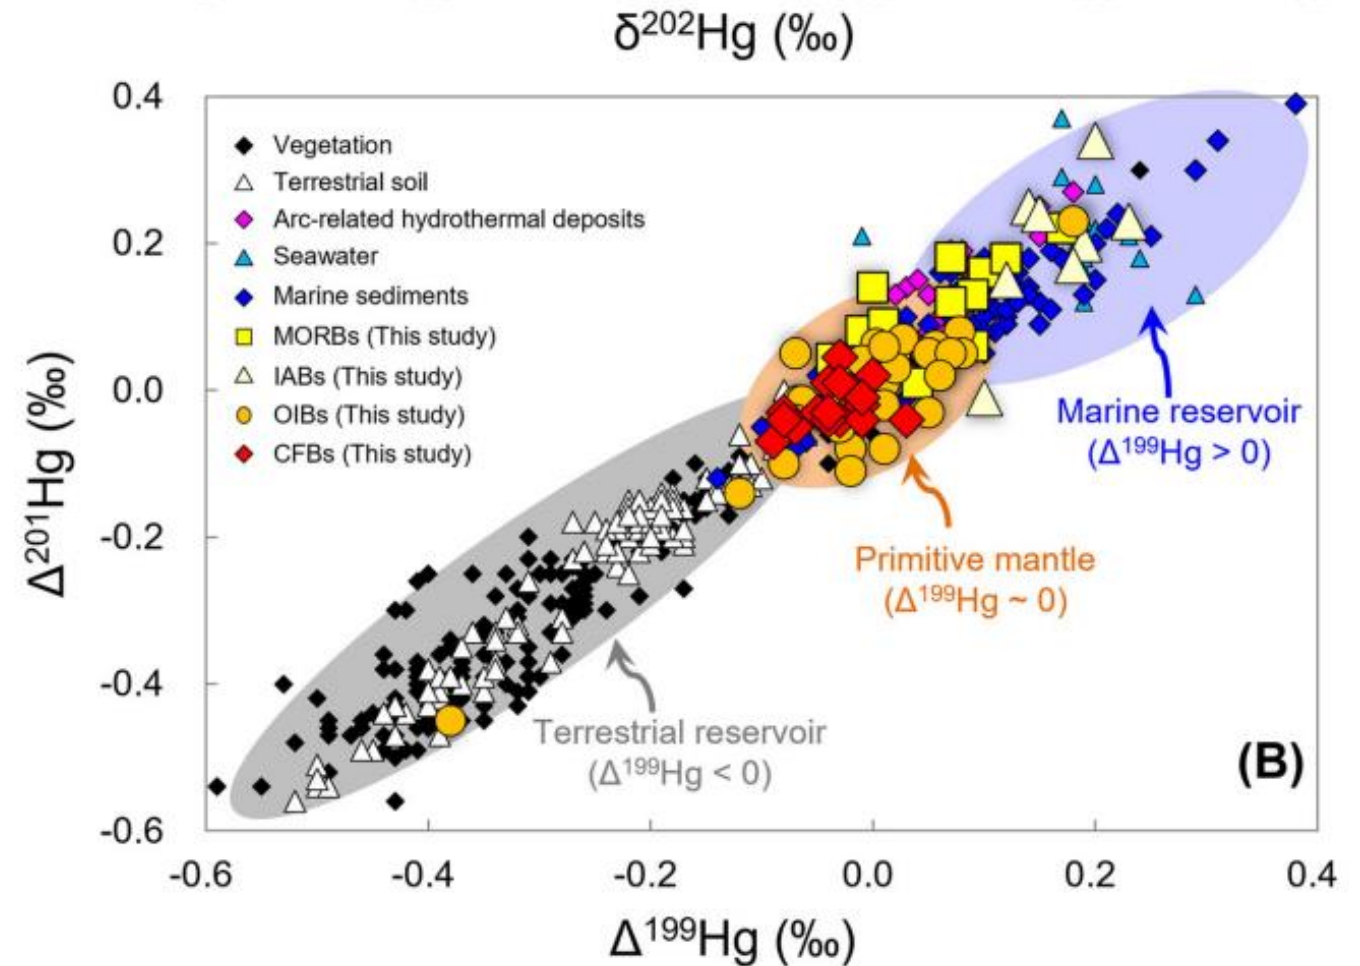 δ²⁰²Hg (‰)
0.4
0.2
0.0
-0.2
-0.4
-0.6
Δ²⁰¹Hg (‰)
Vegetation
Terrestrial soil
Arc-related hydrothermal deposits
Seawater
Marine sediments
MORBs (This study)
IABs (This study)
OIBs (This study)
CFBs (This study)
Marine reservoir
(Δ¹⁹⁹Hg > 0)
Primitive mantle
(Δ¹⁹⁹Hg ~ 0)
Terrestrial reservoir
(Δ¹⁹⁹Hg < 0)
(B)
-0.6 -0.4 -0.2 0.0 0.2 0.4
Δ¹⁹⁹Hg (‰)